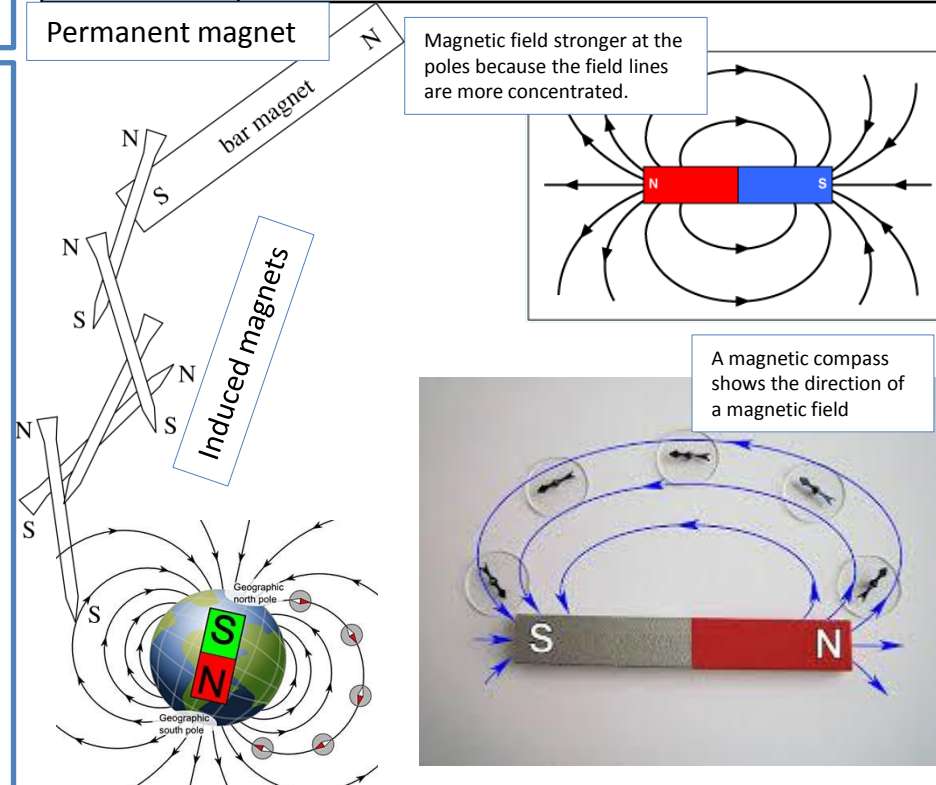 Permanent magnet
N
bar magnet
S
N
N
S
N
S
N
S
S
Induced magnets
Magnetic field stronger at the
poles because the field lines
are more concentrated.
N
S
A magnetic compass
shows the direction of
a magnetic field
S
N
Geographic
north pole
S
N
Geographic
south pole